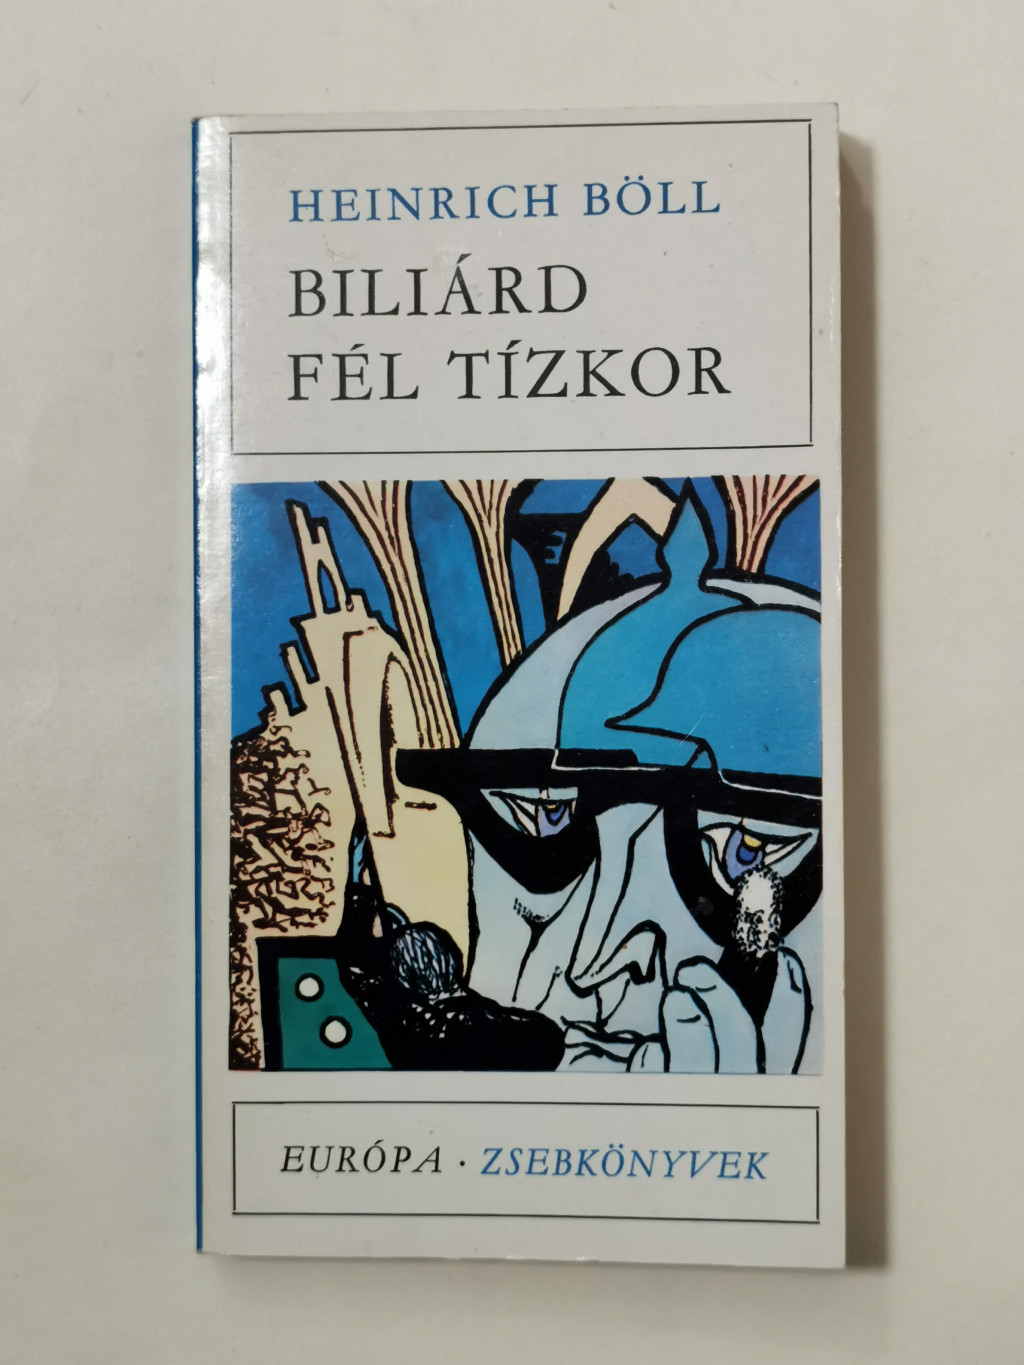 HEINRICH BÖLL
BILIÁRD
FÉL TÍZKOR
EURÓPA · ZSEBKÖNYVEK